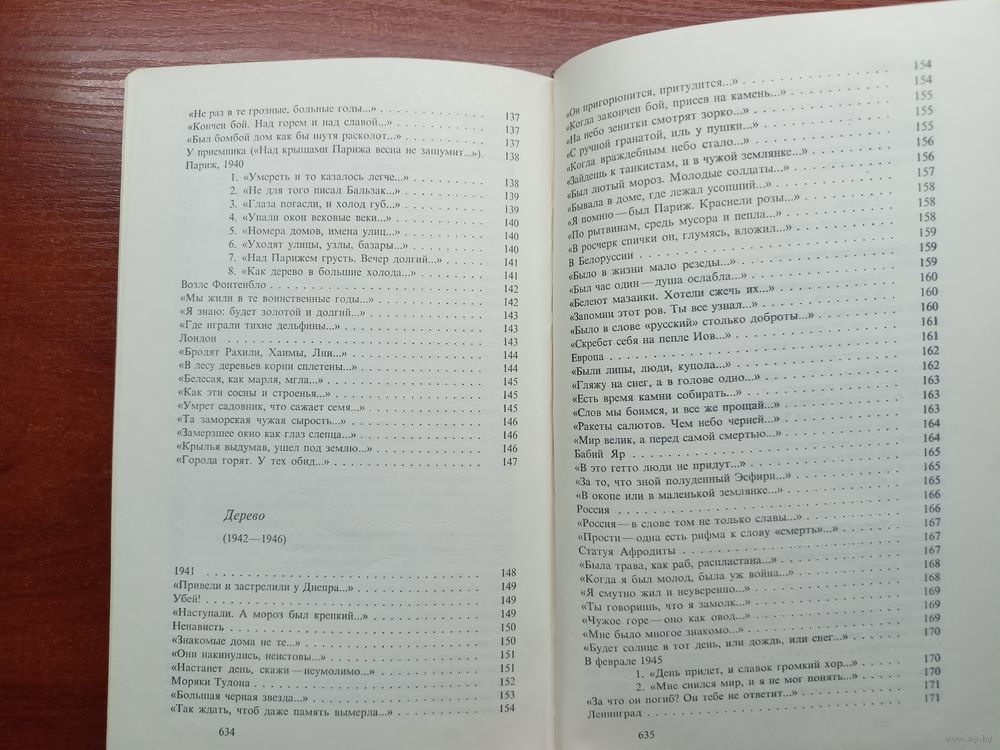 «Не раз в те грозные, больные годы...» 137
«Кончен бой. Над горем и над славой...» 137
«Был бомбой дом как бы шутя расколот...» 137
У приемника («Над крышами Парижа весна не зашумит...»). 138
Париж, 1940
1. «Умереть и то казалось легче...» 138
2. «Не для того писал Бальзак...» 139
3. «Глаза погасли, и холод губ...» 139
4. «Упали окон вековые веки...» 140
5. «Номера домов, имена улиц...» 140
6. «Уходят улицы, узлы, базары...» 140
7. «Над Парижем грусть. Вечер долгий...» 141
8. «Как дерево в большие холода...» 141
Возле Фонтенбло 142
«Мы жили в те воинственные годы...» 142
«Я знаю: будет золотой и долгий...» 143
«Где играли тихие дельфины...» 143
Лондон 143
«Бродят Рахили, Хаимы, Лии...» 144
«В лесу деревьев корни сплетены...» 144
«Белесая, как марля, мгла...» 145
«Как эти сосны и строенья...» 145
«Умрет садовник, что сажает семя...» 145
«Та заморская чужая сырость...» 146
«Замерзшее окно как глаз слепца...» 146
«Крылья выдумав, ушел под землю...» 146
«Города горят. У тех обид...» 147
Дерево
(1942—1946)
1941 148
«Привели и застрелили у Днепра...» 149
Убей! 149
«Наступали. А мороз был крепкий...» 149
Ненависть 150
«Знакомые дома не те...» 150
«Они накинулись, неистовы...» 151
«Настанет день, скажи—неумолимо...» 151
Моряки Тулона 152
«Большая черная звезда...» 153
«Так ждать, чтоб даже память вымерла...» 154
634
«Он пригорюнится, притулится...» 154
«Когда закончен бой, присев на камень...» 154
«На небо зенитки смотрят зорко...» 155
«С ручной гранатой, иль у пушки...» 155
«Когда враждебным небо стало...» 155
«Зайдешь к танкистам, и в чужой землянке...» 156
«Был лютый мороз. Молодые солдаты...» 156
«Бывала в доме, где лежал усопший...» 157
«Я помню—был Париж. Краснели розы...» 158
«По рытвинам, средь мусора и пепла...» 158
«В росчерк спички он, глумясь, вложил...» 158
В Белоруссии 159
«Было в жизни мало резеды...» 159
«Был час один—душа ослабла...» 159
«Белеют мазанки. Хотели сжечь их...» 160
«Запомни этот ров. Ты все узнал...» 160
«Было в слове «русский» столько доброты...» 160
«Скребет себя на пепле Иов...» 161
Европа 161
«Были липы, люди, купола...» 162
«Гляжу на снег, а в голове одно...» 162
«Есть время камни собирать...» 163
«Слов мы боимся, и все же прощай...» 163
«Ракеты салютов. Чем небо черней...» 163
«Мир велик, а перед самой смертью...» 164
Бабий Яр 164
«В это гетто люди не придут...» 165
«За то, что зной полуденный Эсфири...» 165
«В окопе или в маленькой землянке...» 165
Россия 166
«Россия—в слове том не только славы...» 166
«Прости—одна есть рифма к слову «смерть»...» 167
Статуя Афродиты 167
«Была трава, как раб, распластана...» 167
«Когда я был молод, была уж война...» 168
«Я смутно жил и неуверенно...» 168
«Ты говоришь, что я замолк...» 169
«Чужое горе—оно как овод...» 169
«Мне было многое знакомо...» 169
«Будет солнце в тот день, или дождь, или снег...» 170
В феврале 1945
1. «День придет, и славок громкий хор...» 170
2. «Мне снился мир, и я не мог понять...» 170
«За что он погиб? Он тебе не ответит...» 171
Ленинград 171
635
www.ay.by